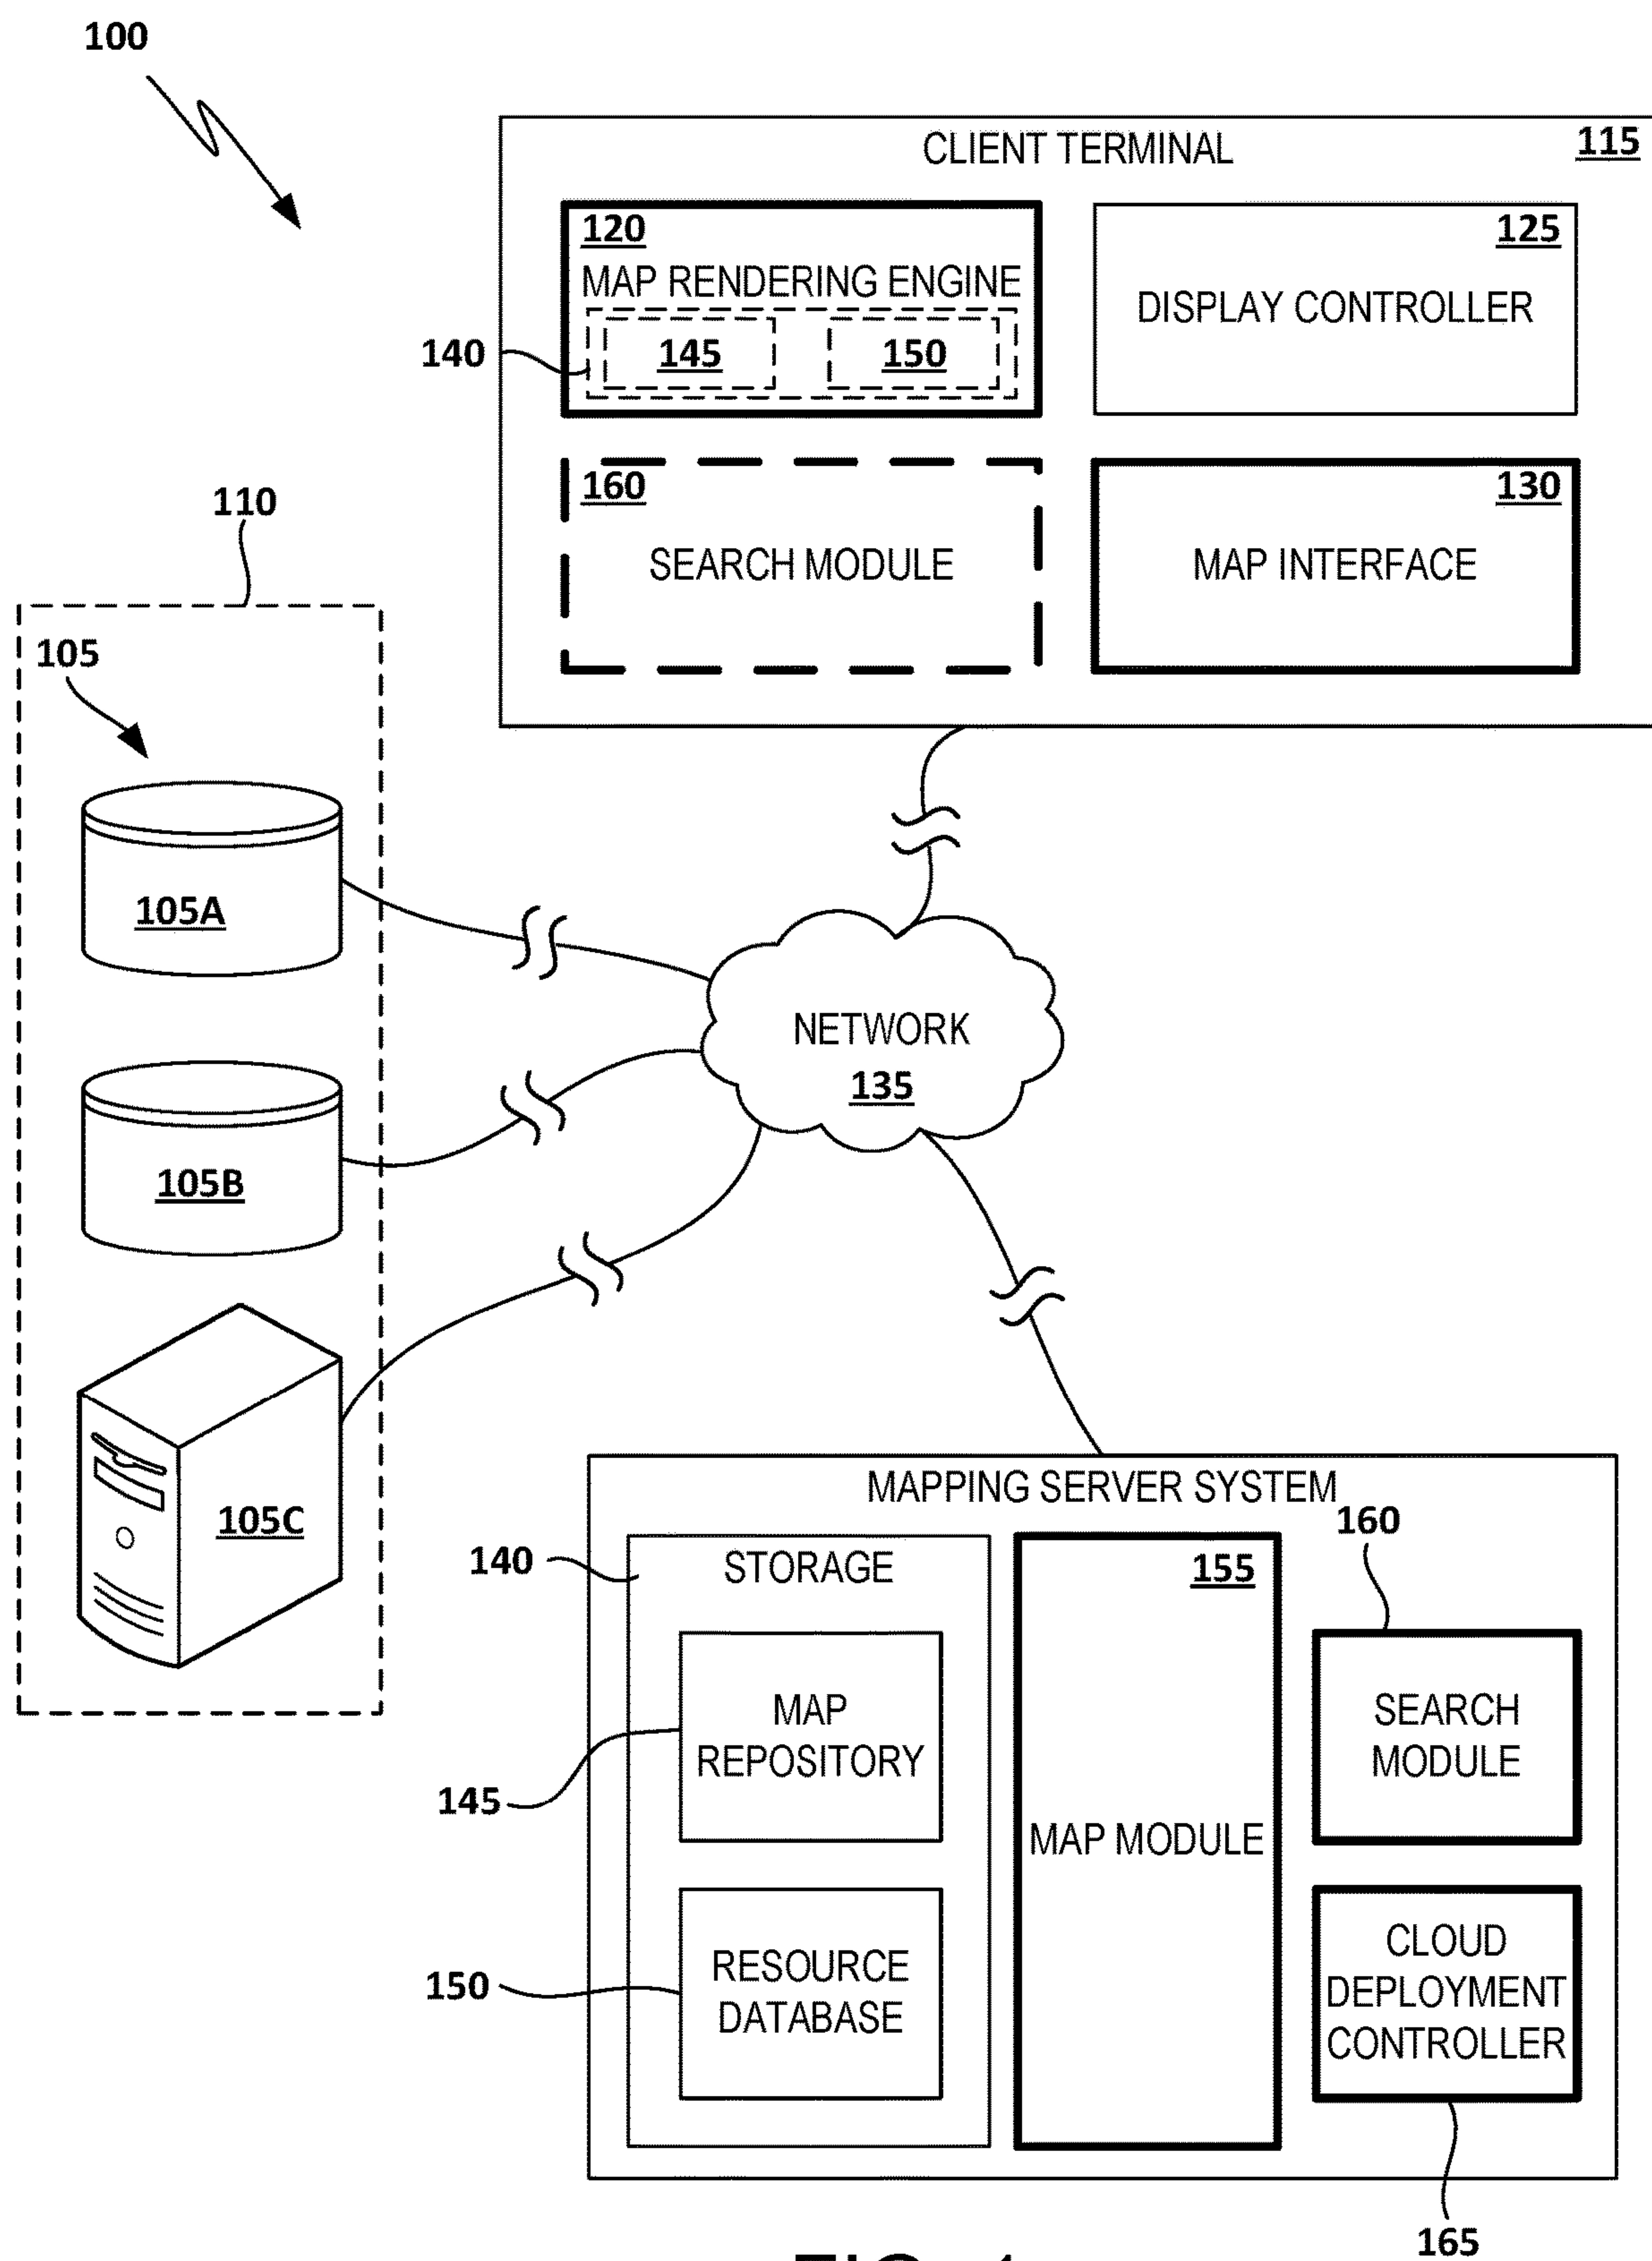 100
CLIENT TERMINAL
115
120
MAP RENDERING ENGINE
140
145
150
125
DISPLAY CONTROLLER
160
SEARCH MODULE
130
MAP INTERFACE
110
105
105A
105B
105C
NETWORK
135
MAPPING SERVER SYSTEM
140
STORAGE
145
MAP
REPOSITORY
150
RESOURCE
DATABASE
155
MAP MODULE
160
SEARCH
MODULE
CLOUD
DEPLOYMENT
CONTROLLER
165